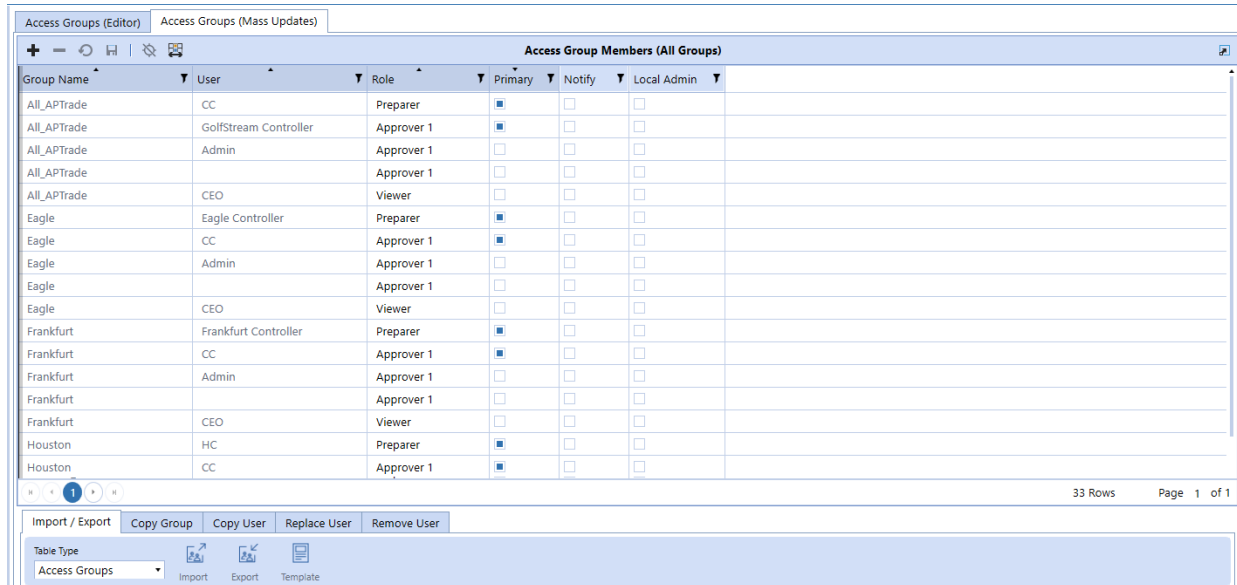 Access Groups (Editor) Access Groups (Mass Updates)
Access Group Members (All Groups)
Group Name User Role Primary Notify Local Admin
All_APTrade CC Preparer
All_APTrade GolfStream Controller Approver 1
All_APTrade Admin Approver 1
All_APTrade Approver 1
All_APTrade CEO Viewer
Eagle Eagle Controller Preparer
Eagle CC Approver 1
Eagle Admin Approver 1
Eagle Approver 1
Eagle CEO Viewer
Frankfurt Frankfurt Controller Preparer
Frankfurt CC Approver 1
Frankfurt Admin Approver 1
Frankfurt Approver 1
Frankfurt CEO Viewer
Houston HC Preparer
Houston CC Approver 1
1 33 Rows Page 1 of 1
Import / Export Copy Group Copy User Replace User Remove User
Table Type
Access Groups Import Export Template